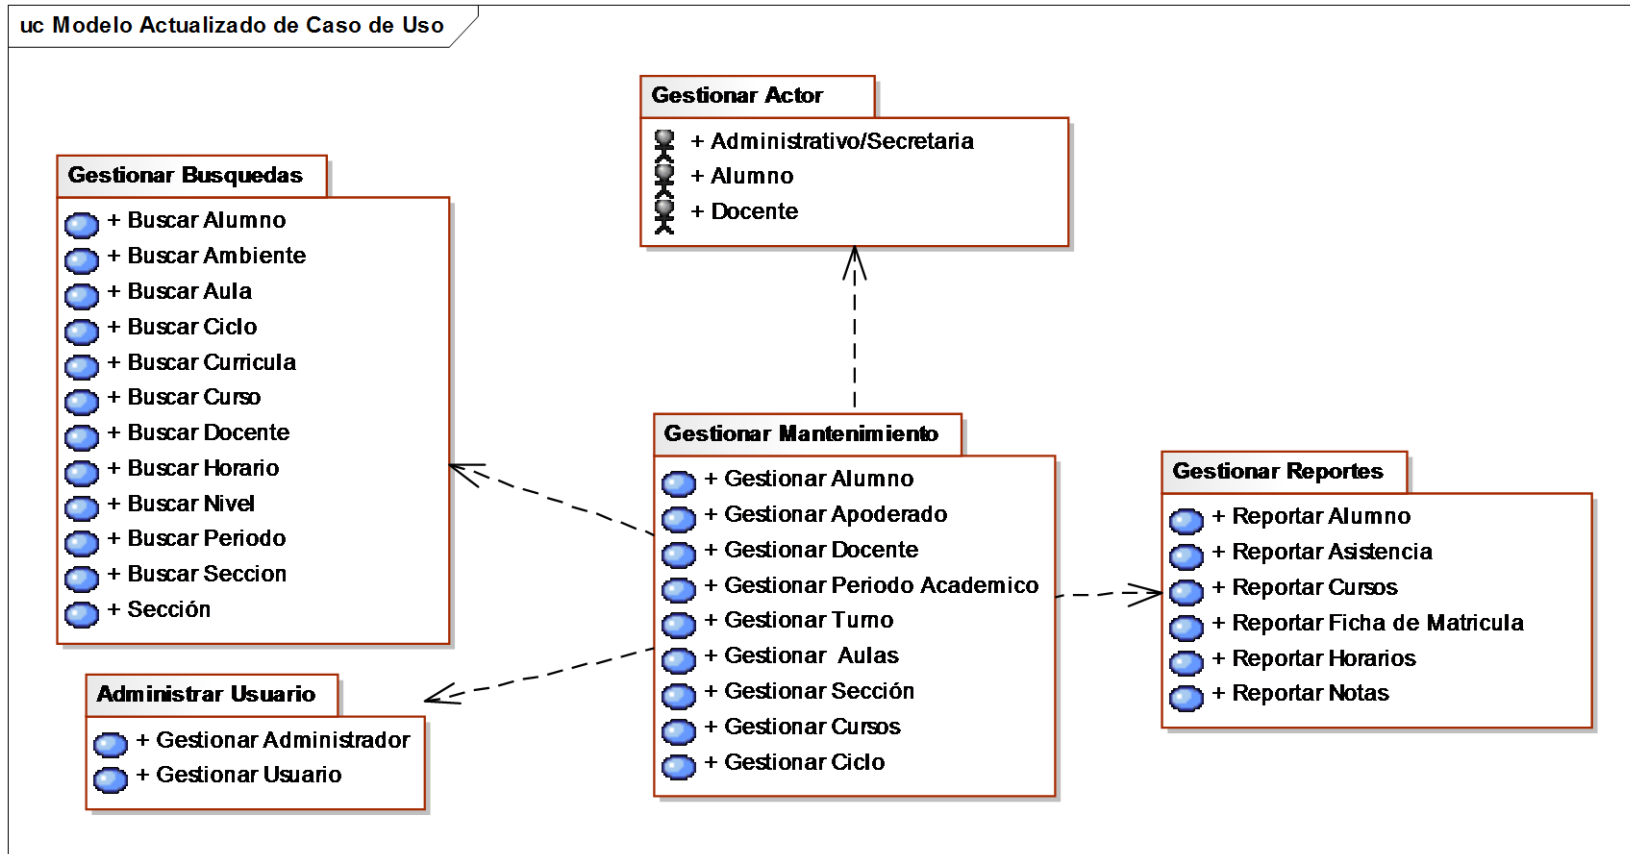 uc Modelo Actualizado de Caso de Uso
Gestionar Actor
+ Administrativo/Secretaria
+ Alumno
+ Docente
Gestionar Busquedas
+ Buscar Alumno
+ Buscar Ambiente
+ Buscar Aula
+ Buscar Ciclo
+ Buscar Curricula
+ Buscar Curso
+ Buscar Docente
+ Buscar Horario
+ Buscar Nivel
+ Buscar Periodo
+ Buscar Seccion
+ Sección
Gestionar Mantenimiento
+ Gestionar Alumno
+ Gestionar Apoderado
+ Gestionar Docente
+ Gestionar Periodo Academico
+ Gestionar Turno
+ Gestionar Aulas
+ Gestionar Sección
+ Gestionar Cursos
+ Gestionar Ciclo
Gestionar Reportes
+ Reportar Alumno
+ Reportar Asistencia
+ Reportar Cursos
+ Reportar Ficha de Matricula
+ Reportar Horarios
+ Reportar Notas
Administrar Usuario
+ Gestionar Administrador
+ Gestionar Usuario